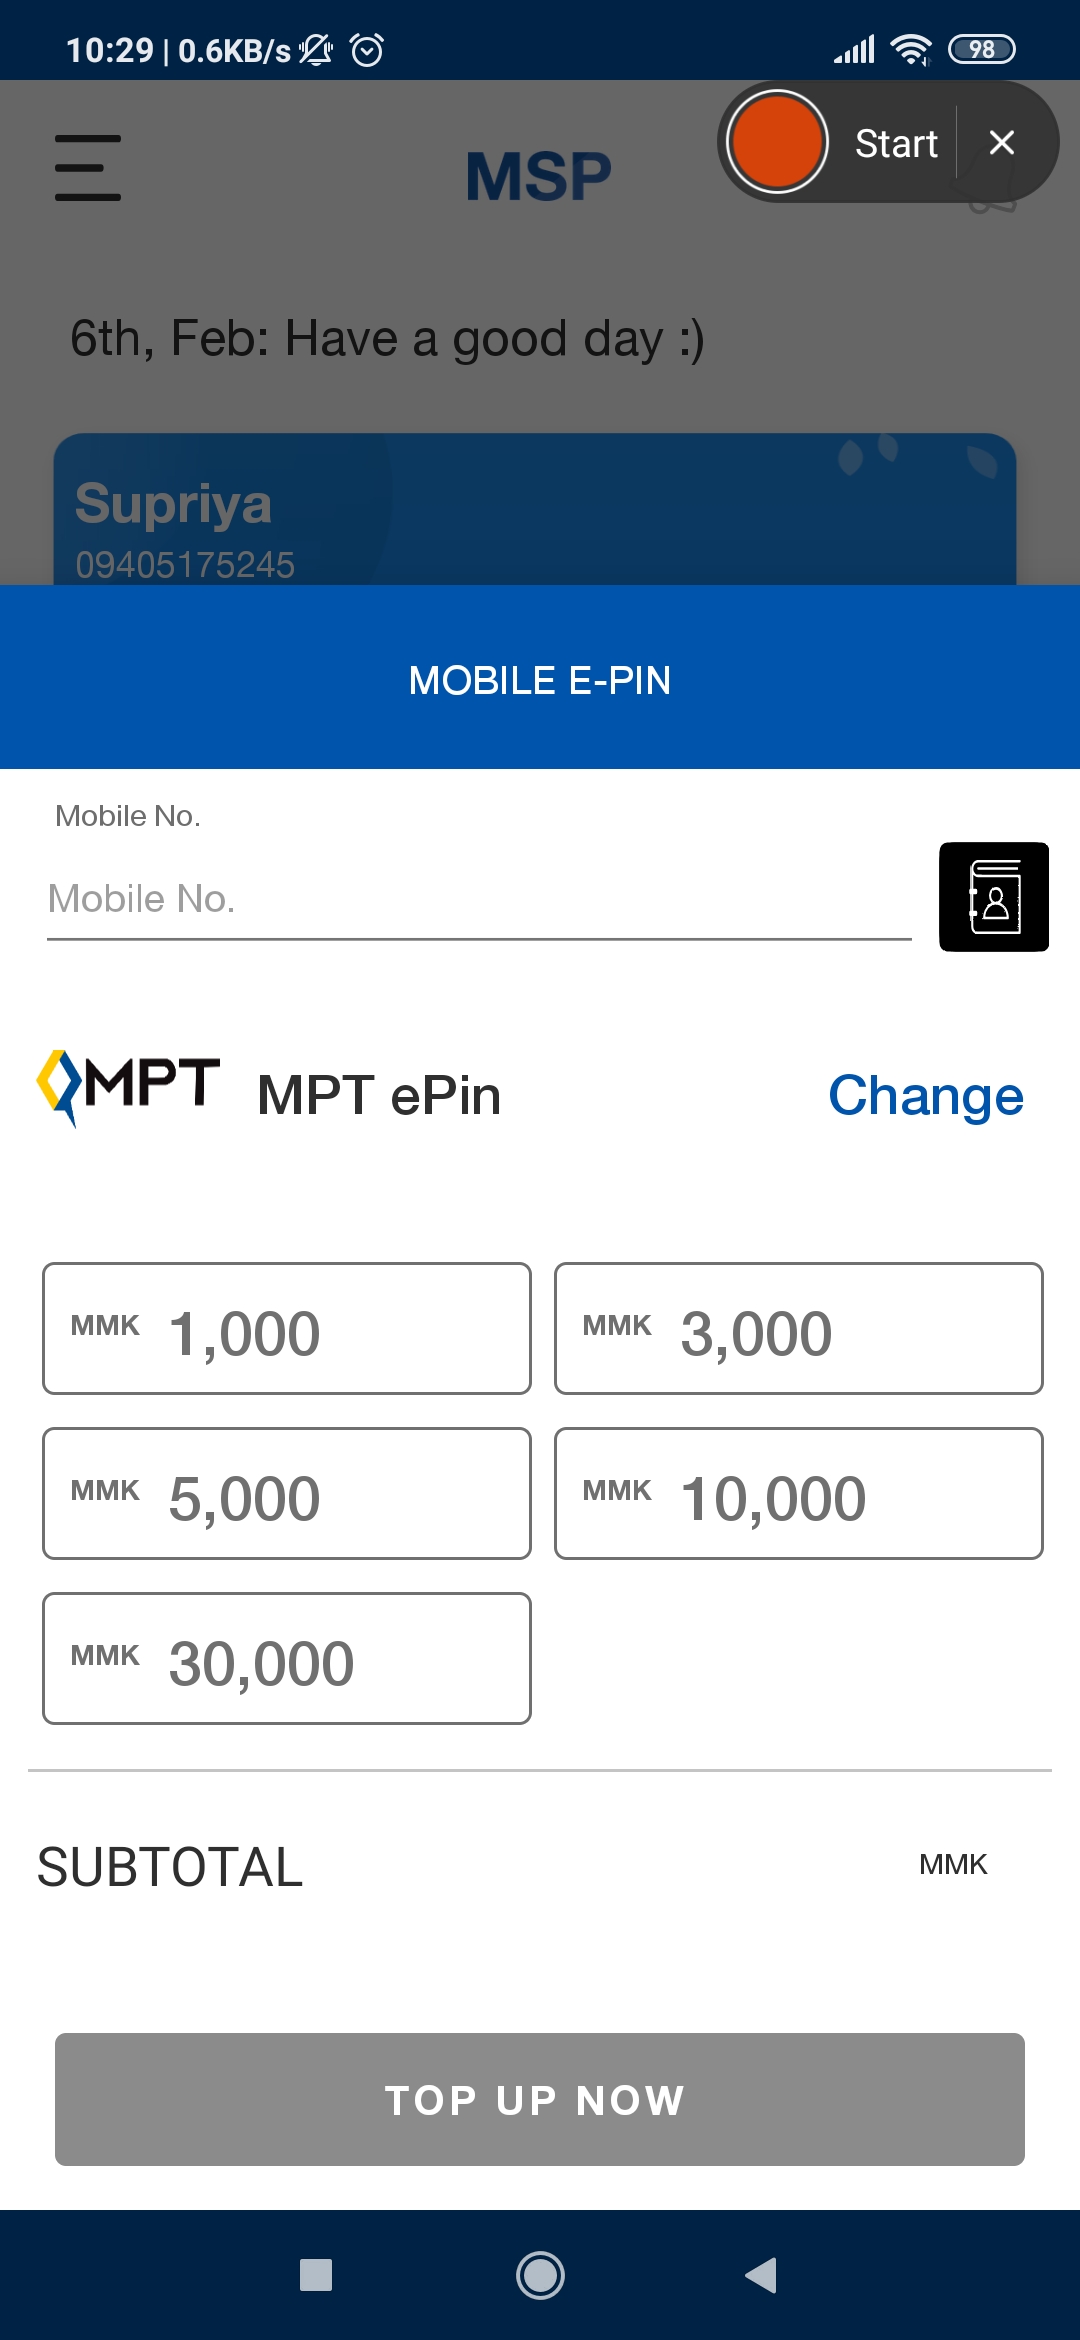 10:29 | 0.6KB/s 98
Start
MSP
6th, Feb: Have a good day :)
Supriya
09405175245
MOBILE E-PIN
Mobile No.
Mobile No.
MPT MPT ePin Change
MMK 1,000 MMK 3,000
MMK 5,000 MMK 10,000
MMK 30,000
SUBTOTAL MMK
TOP UP NOW